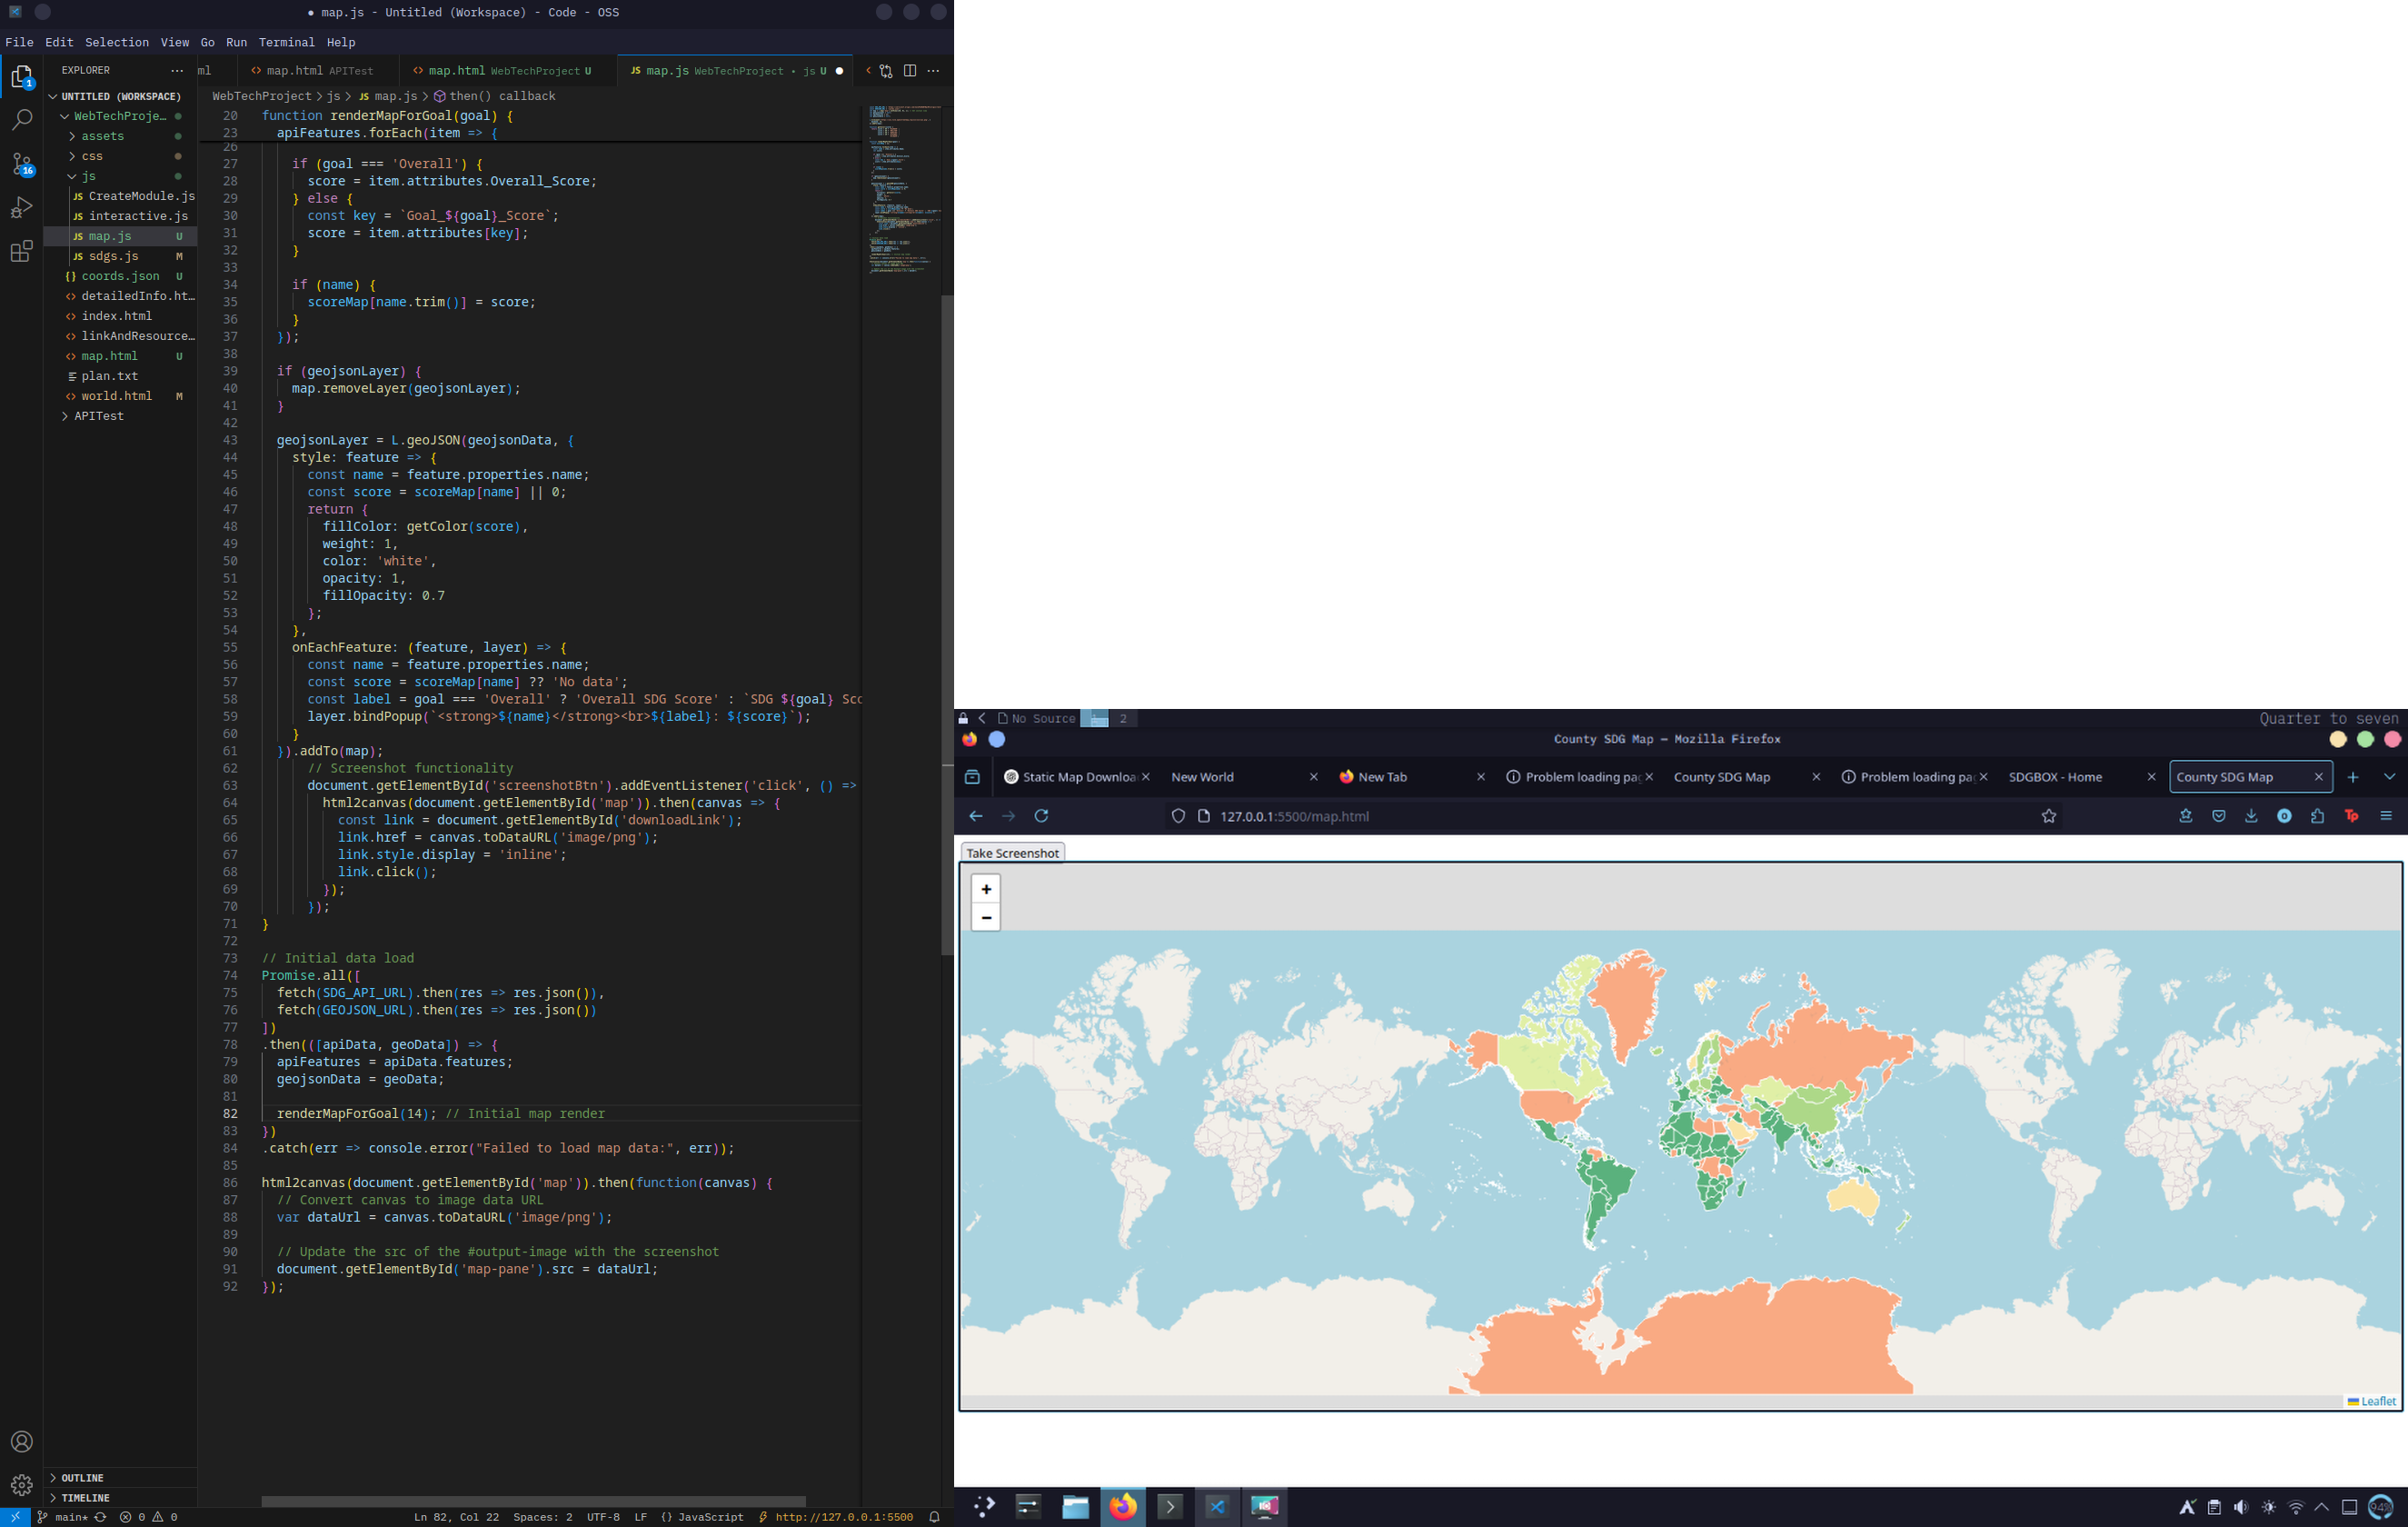 ● map.js - Untitled (Workspace) - Code - OSS
File Edit Selection View Go Run Terminal Help
EXPLORER
ml
map.html APITest
map.html WebTechProject U
JS map.js WebTechProject • js U ●
WebTechProject > js > JS map.js > then() callback
1
16
UNTITLED (WORKSPACE)
WebTechProje...
assets
css
js
JS CreateModule.js
JS interactive.js
JS map.js U
JS sdgs.js M
{} coords.json U
<> detailedInfo.ht...
<> index.html
<> linkAndResource...
<> map.html U
plan.txt
<> world.html M
APITest
OUTLINE
TIMELINE
20 function renderMapForGoal(goal) {
23 apiFeatures.forEach(item => {
26
27 if (goal === 'Overall') {
28 score = item.attributes.Overall_Score;
29 } else {
30 const key = `Goal_${goal}_Score`;
31 score = item.attributes[key];
32 }
33
34 if (name) {
35 scoreMap[name.trim()] = score;
36 }
37 });
38
39 if (geojsonLayer) {
40 map.removeLayer(geojsonLayer);
41 }
42
43 geojsonLayer = L.geoJSON(geojsonData, {
44 style: feature => {
45 const name = feature.properties.name;
46 const score = scoreMap[name] || 0;
47 return {
48 fillColor: getColor(score),
49 weight: 1,
50 color: 'white',
51 opacity: 1,
52 fillOpacity: 0.7
53 };
54 },
55 onEachFeature: (feature, layer) => {
56 const name = feature.properties.name;
57 const score = scoreMap[name] ?? 'No data';
58 const label = goal === 'Overall' ? 'Overall SDG Score' : `SDG ${goal} Sco
59 layer.bindPopup(`<strong>${name}</strong><br>${label}: ${score}`);
60 }
61 }).addTo(map);
62 // Screenshot functionality
63 document.getElementById('screenshotBtn').addEventListener('click', () =>
64 html2canvas(document.getElementById('map')).then(canvas => {
65 const link = document.getElementById('downloadLink');
66 link.href = canvas.toDataURL('image/png');
67 link.style.display = 'inline';
68 link.click();
69 });
70 });
71 }
72
73 // Initial data load
74 Promise.all([
75 fetch(SDG_API_URL).then(res => res.json()),
76 fetch(GEOJSON_URL).then(res => res.json())
77 ])
78 .then(([apiData, geoData]) => {
79 apiFeatures = apiData.features;
80 geojsonData = geoData;
81
82 renderMapForGoal(14); // Initial map render
83 })
84 .catch(err => console.error("Failed to load map data:", err));
85
86 html2canvas(document.getElementById('map')).then(function(canvas) {
87 // Convert canvas to image data URL
88 var dataUrl = canvas.toDataURL('image/png');
89
90 // Update the src of the #output-image with the screenshot
91 document.getElementById('map-pane').src = dataUrl;
92 });
main* 0 0 Ln 82, Col 22 Spaces: 2 UTF-8 LF {} JavaScript http://127.0.0.1:5500
No Source 2 Quarter to seven
County SDG Map — Mozilla Firefox
Static Map Downloa
New World
New Tab
Problem loading pag
County SDG Map
Problem loading pag
SDGBOX - Home
County SDG Map
127.0.0.1:5500/map.html
Tp
Take Screenshot
+
−
Leaflet
94%